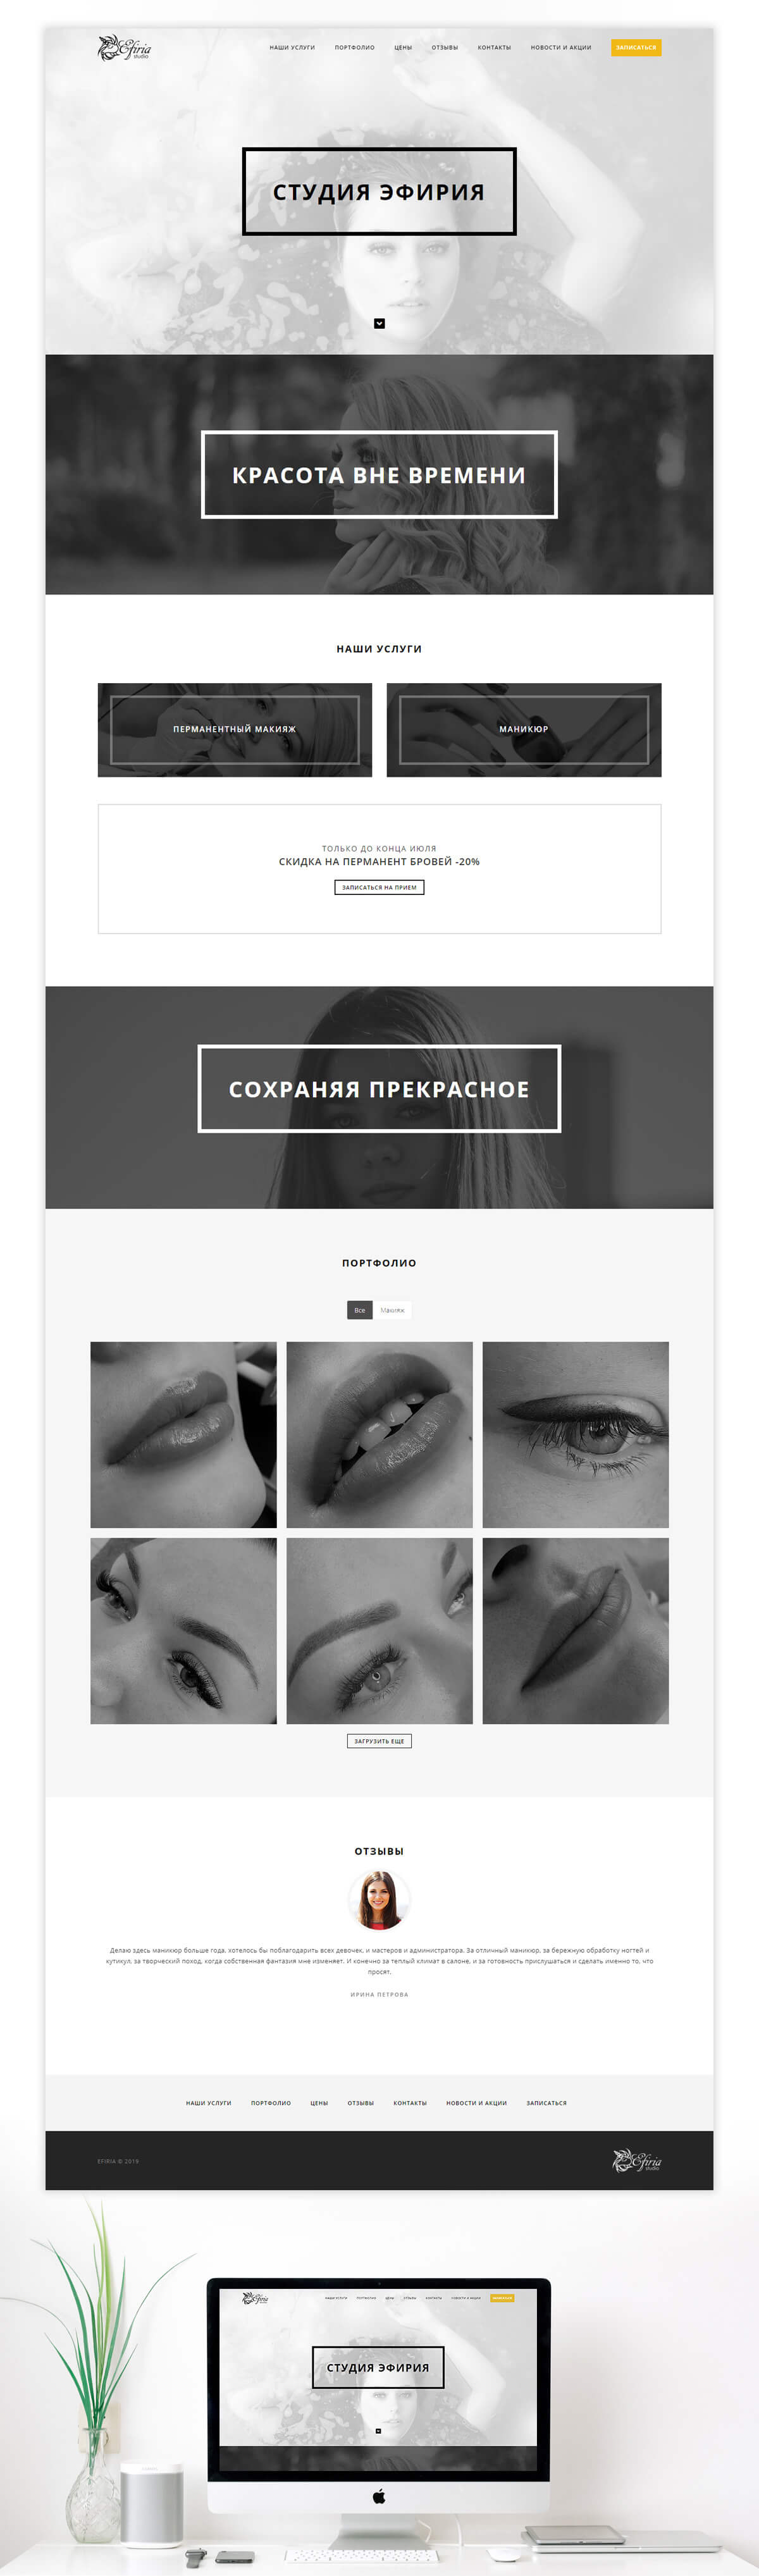 Efiria
studio
НАШИ УСЛУГИ ПОРТФОЛИО ЦЕНЫ ОТЗЫВЫ КОНТАКТЫ НОВОСТИ И АКЦИИ ЗАПИСАТЬСЯ
СТУДИЯ ЭФИРИЯ
КРАСОТА ВНЕ ВРЕМЕНИ
НАШИ УСЛУГИ
ПЕРМАНЕНТНЫЙ МАКИЯЖ
МАНИКЮР
ТОЛЬКО ДО КОНЦА ИЮЛЯ
СКИДКА НА ПЕРМАНЕНТ БРОВЕЙ -20%
ЗАПИСАТЬСЯ НА ПРИЕМ
СОХРАНЯЯ ПРЕКРАСНОЕ
ПОРТФОЛИО
Все Макияж
ЗАГРУЗИТЬ ЕЩЕ
ОТЗЫВЫ
Делаю здесь маникюр больше года, хотелось бы поблагодарить всех девочек, и мастеров и администратора. За отличный маникюр, за бережную обработку ногтей и
кутикул, за творческий поход, когда собственная фантазия мне изменяет. И конечно за теплый климат в салоне, и за готовность прислушаться и сделать именно то, что
просят.
ИРИНА ПЕТРОВА
НАШИ УСЛУГИ ПОРТФОЛИО ЦЕНЫ ОТЗЫВЫ КОНТАКТЫ НОВОСТИ И АКЦИИ ЗАПИСАТЬСЯ
EFIRIA © 2019
Efiria
studio
Efiria
НАШИ УСЛУГИ ПОРТФОЛИО ЦЕНЫ ОТЗЫВЫ КОНТАКТЫ НОВОСТИ И АКЦИИ ЗАПИСАТЬСЯ
СТУДИЯ ЭФИРИЯ